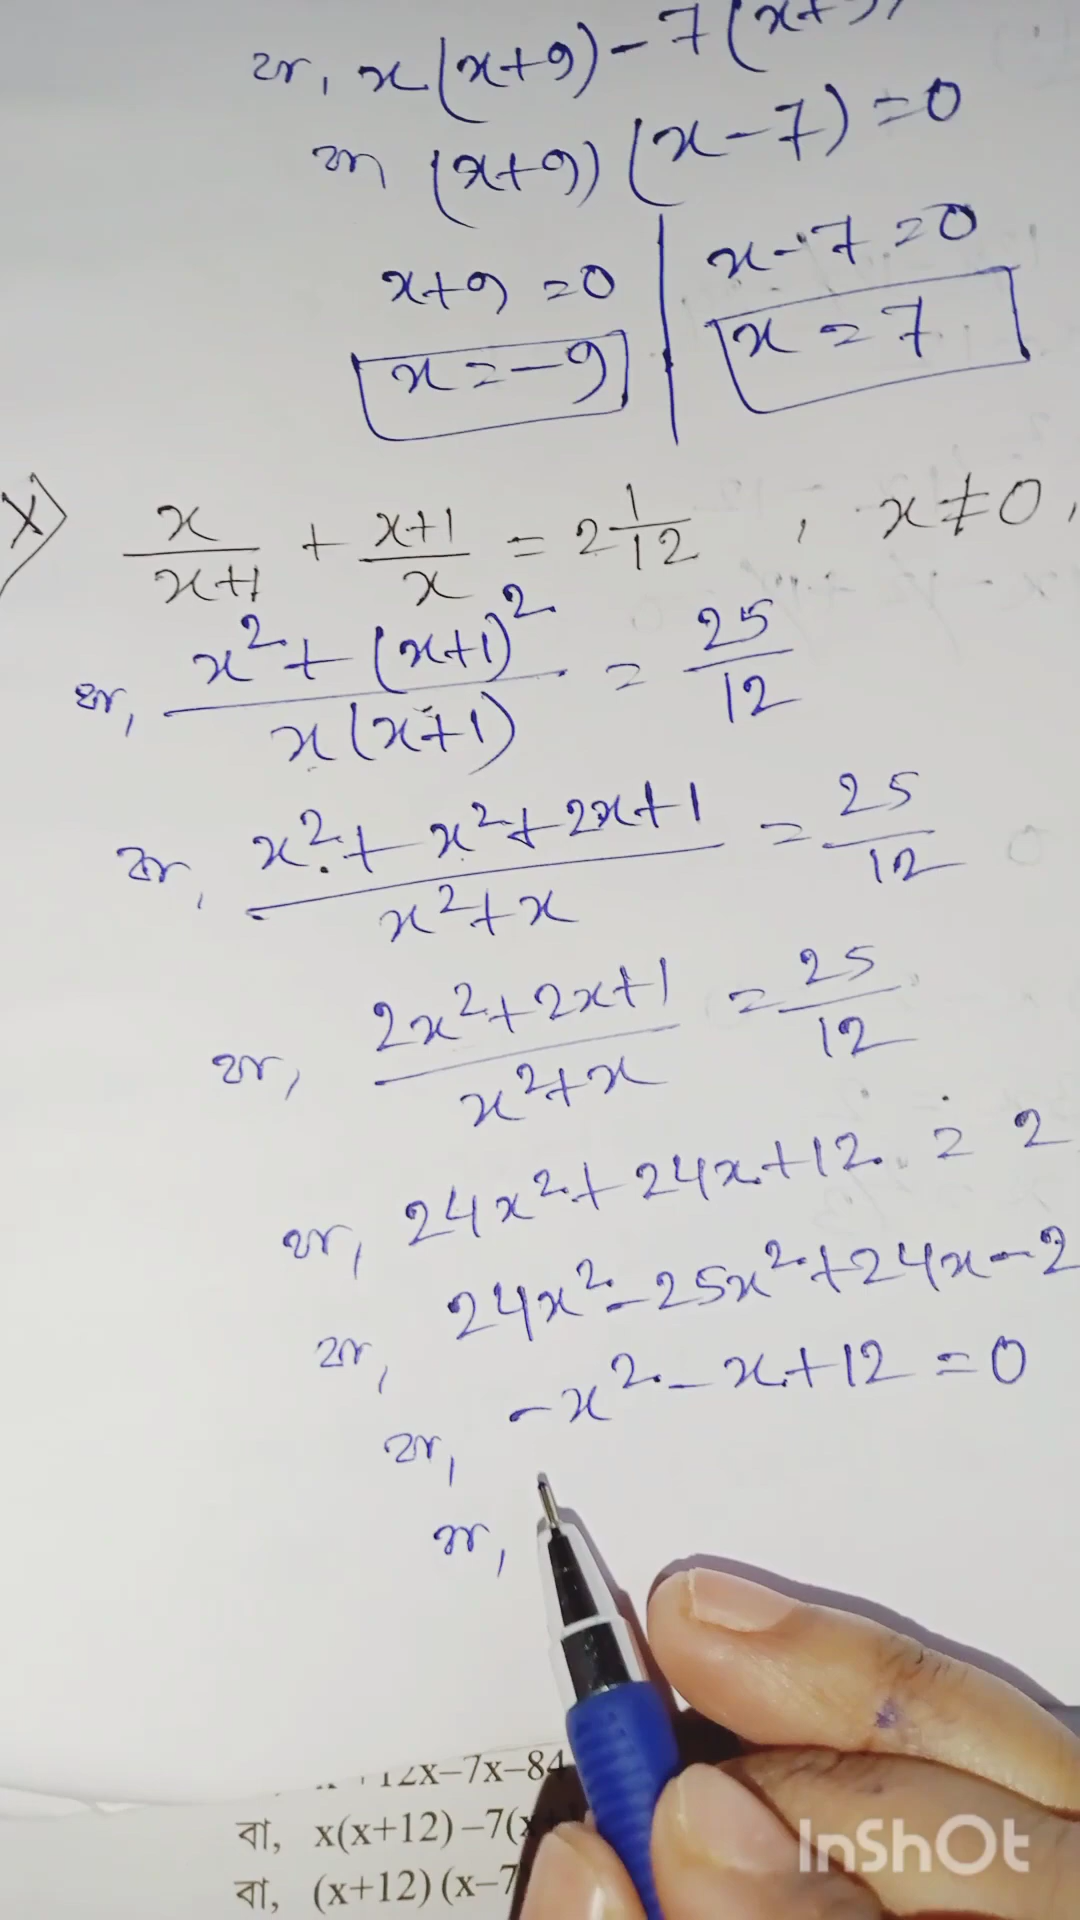 বা, x(x+9)-7(x+9)
বা (x+9)(x-7)=0
x+9=0 | x-7=0
x=-9 | x=7
x) x/(x+1) + (x+1)/x = 2 1/12 , x≠0,
বা, (x²+(x+1)²)/(x(x+1)) = 25/12
বা, (x²+x²+2x+1)/(x²+x) = 25/12
বা, (2x²+2x+1)/(x²+x) = 25/12
বা, 24x²+24x+12 = 2
বা, 24x²-25x²+24x-2
বা, -x²-x+12=0
বা,
+12x–7x–84
বা, x(x+12)–7(x
বা, (x+12)(x–7
InShOt